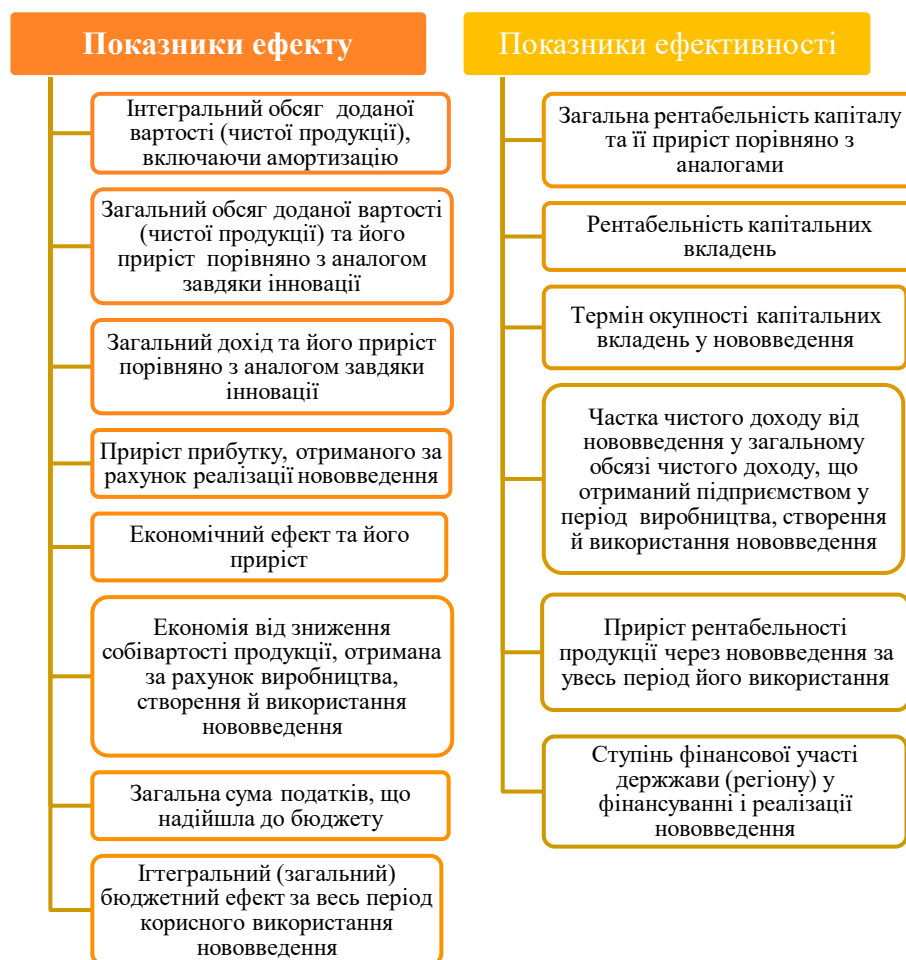 Показники ефекту
Інтегральний обсяг доданої
вартості (чистої продукції),
включаючи амортизацію
Загальний обсяг доданої вартості
(чистої продукції) та його
приріст порівняно з аналогом
завдяки інновації
Загальний дохід та його приріст
порівняно з аналогом завдяки
інновації
Приріст прибутку, отриманого за
рахунок реалізації нововведення
Економічний ефект та його
приріст
Економія від зниження
собівартості продукції, отримана
за рахунок виробництва,
створення й використання
нововведення
Загальна сума податків, що
надійшла до бюджету
Ігтегральний (загальний)
бюджетний ефект за весь період
корисного використання
нововведення
Показники ефективності
Загальна рентабельність капіталу
та її приріст порівняно з
аналогами
Рентабельність капітальних
вкладень
Термін окупності капітальних
вкладень у нововведення
Частка чистого доходу від
нововведення у загальному
обсязі чистого доходу, що
отриманий підприємством у
період виробництва, створення
й використання нововведення
Приріст рентабельності
продукції через нововведення за
увесь період його використання
Ступінь фінансової участі
держжави (регіону) у
фінансуванні і реалізації
нововведення